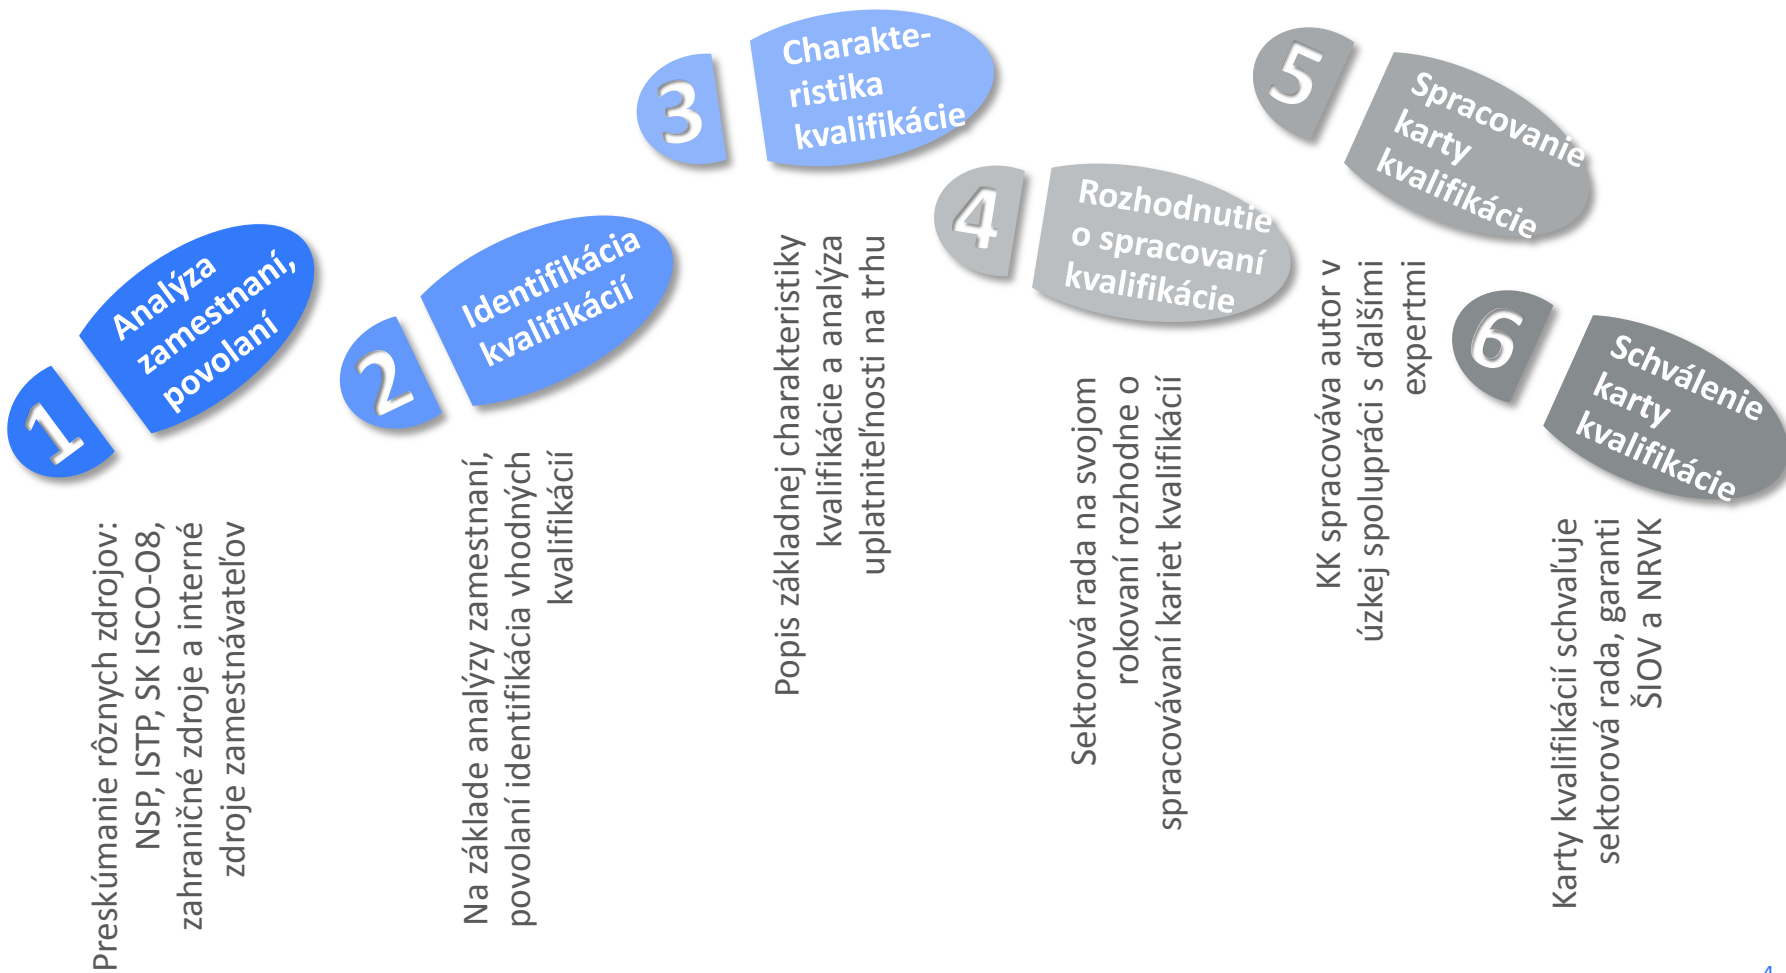 1
Analýza
zamestnaní,
povolaní
Preskúmanie rôznych zdrojov:
NSP, ISTP, SK ISCO-O8,
zahraničné zdroje a interné
zdroje zamestnávateľov
2
Identifikácia
kvalifikácií
Na základe analýzy zamestnaní,
povolaní identifikácia vhodných
kvalifikácií
3
Charakte-
ristika
kvalifikácie
Popis základnej charakteristiky
kvalifikácie a analýza
uplatniteľnosti na trhu
4
Rozhodnutie
o spracovaní
kvalifikácie
Sektorová rada na svojom
rokovaní rozhodne o
spracovávaní kariet kvalifikácií
5
Spracovanie
karty
kvalifikácie
KK spracováva autor v
úzkej spolupráci s ďalšími
expertmi
6
Schválenie
karty
kvalifikácie
Karty kvalifikácií schvaľuje
sektorová rada, garanti
ŠIOV a NRVK
4